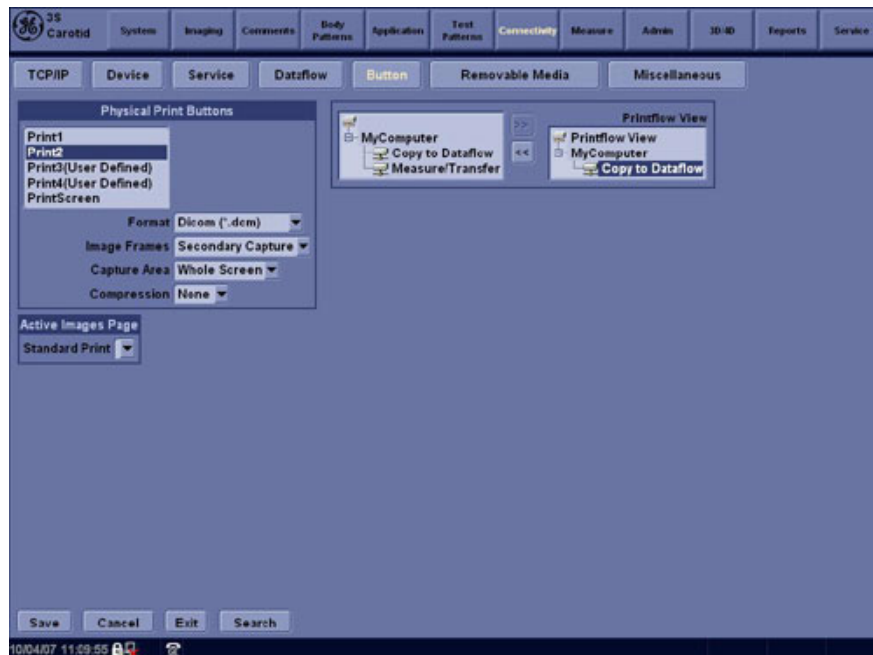 3S
Carotid
System
Imaging
Comments
Body
Patterns
Application
Test
Patterns
Connectivity
Measure
Admin
3D/4D
Reports
Service
TCP/IP
Device
Service
Dataflow
Button
Removable Media
Miscellaneous
Physical Print Buttons
Print1
Print2
Print3(User Defined)
Print4(User Defined)
PrintScreen
Format Dicom (*.dcm)
Image Frames Secondary Capture
Capture Area Whole Screen
Compression None
MyComputer
Copy to Dataflow
Measure/Transfer
>>
<<
Printflow View
Printflow View
MyComputer
Copy to Dataflow
Active Images Page
Standard Print
Save
Cancel
Exit
Search
10/04/07 11:09:55